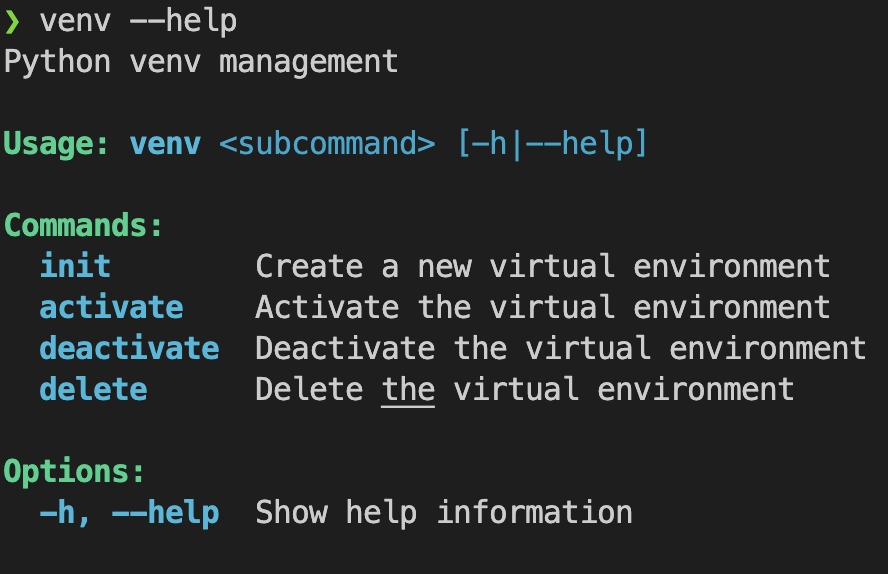 ❯ venv --help
Python venv management
Usage: venv <subcommand> [-h|--help]
Commands:
init Create a new virtual environment
activate Activate the virtual environment
deactivate Deactivate the virtual environment
delete Delete the virtual environment
Options:
-h, --help Show help information